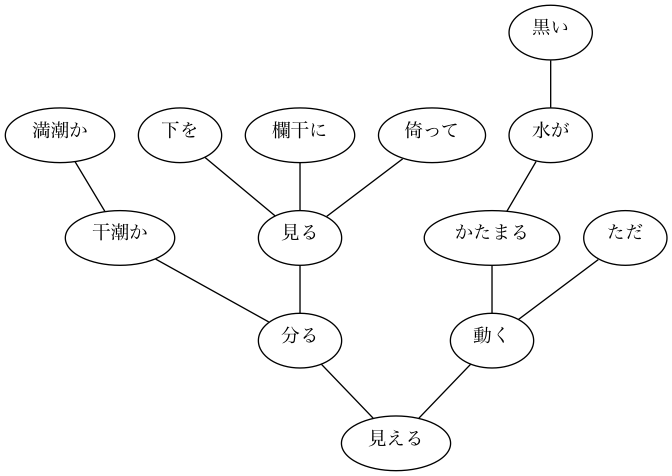 黒い
満潮か
下を
欄干に
倚って
水が
干潮か
見る
かたまる
ただ
分る
動く
見える